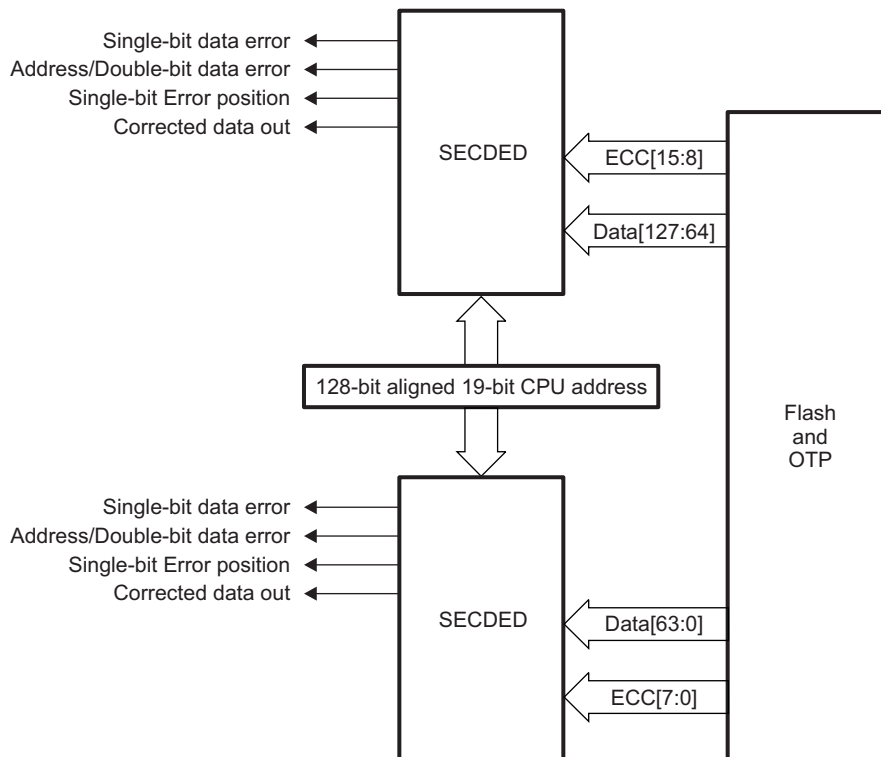 Single-bit data error
Address/Double-bit data error
Single-bit Error position
Corrected data out
SECDED
ECC[15:8]
Data[127:64]
128-bit aligned 19-bit CPU address
Flash
and
OTP
Single-bit data error
Address/Double-bit data error
Single-bit Error position
Corrected data out
SECDED
Data[63:0]
ECC[7:0]